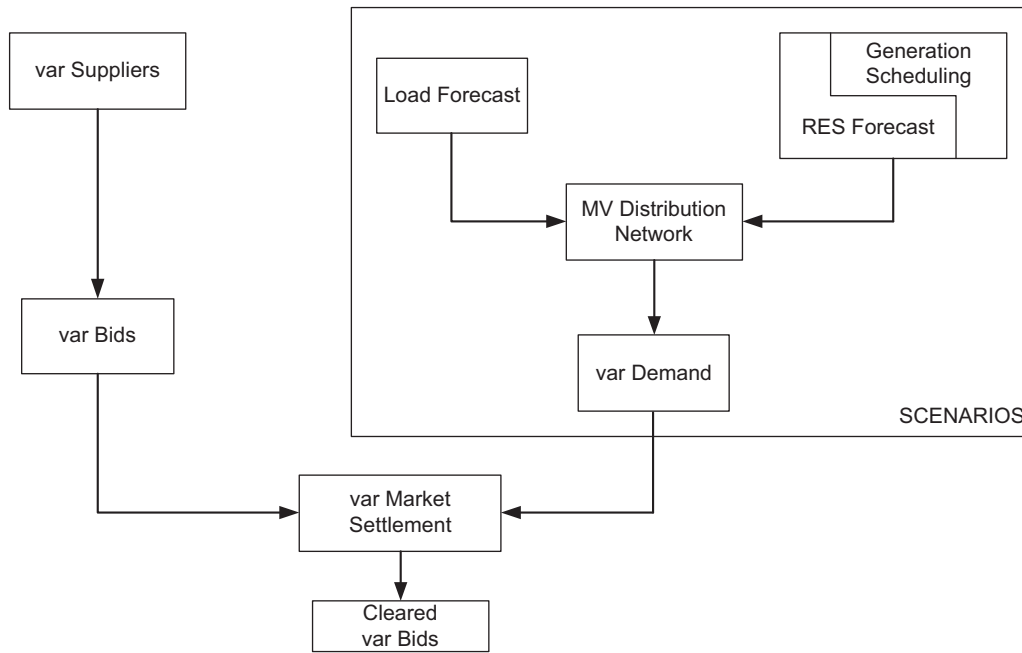 var Suppliers
Load Forecast
Generation
Scheduling
RES Forecast
MV Distribution
Network
var Bids
var Demand
SCENARIOS
var Market
Settlement
Cleared
var Bids